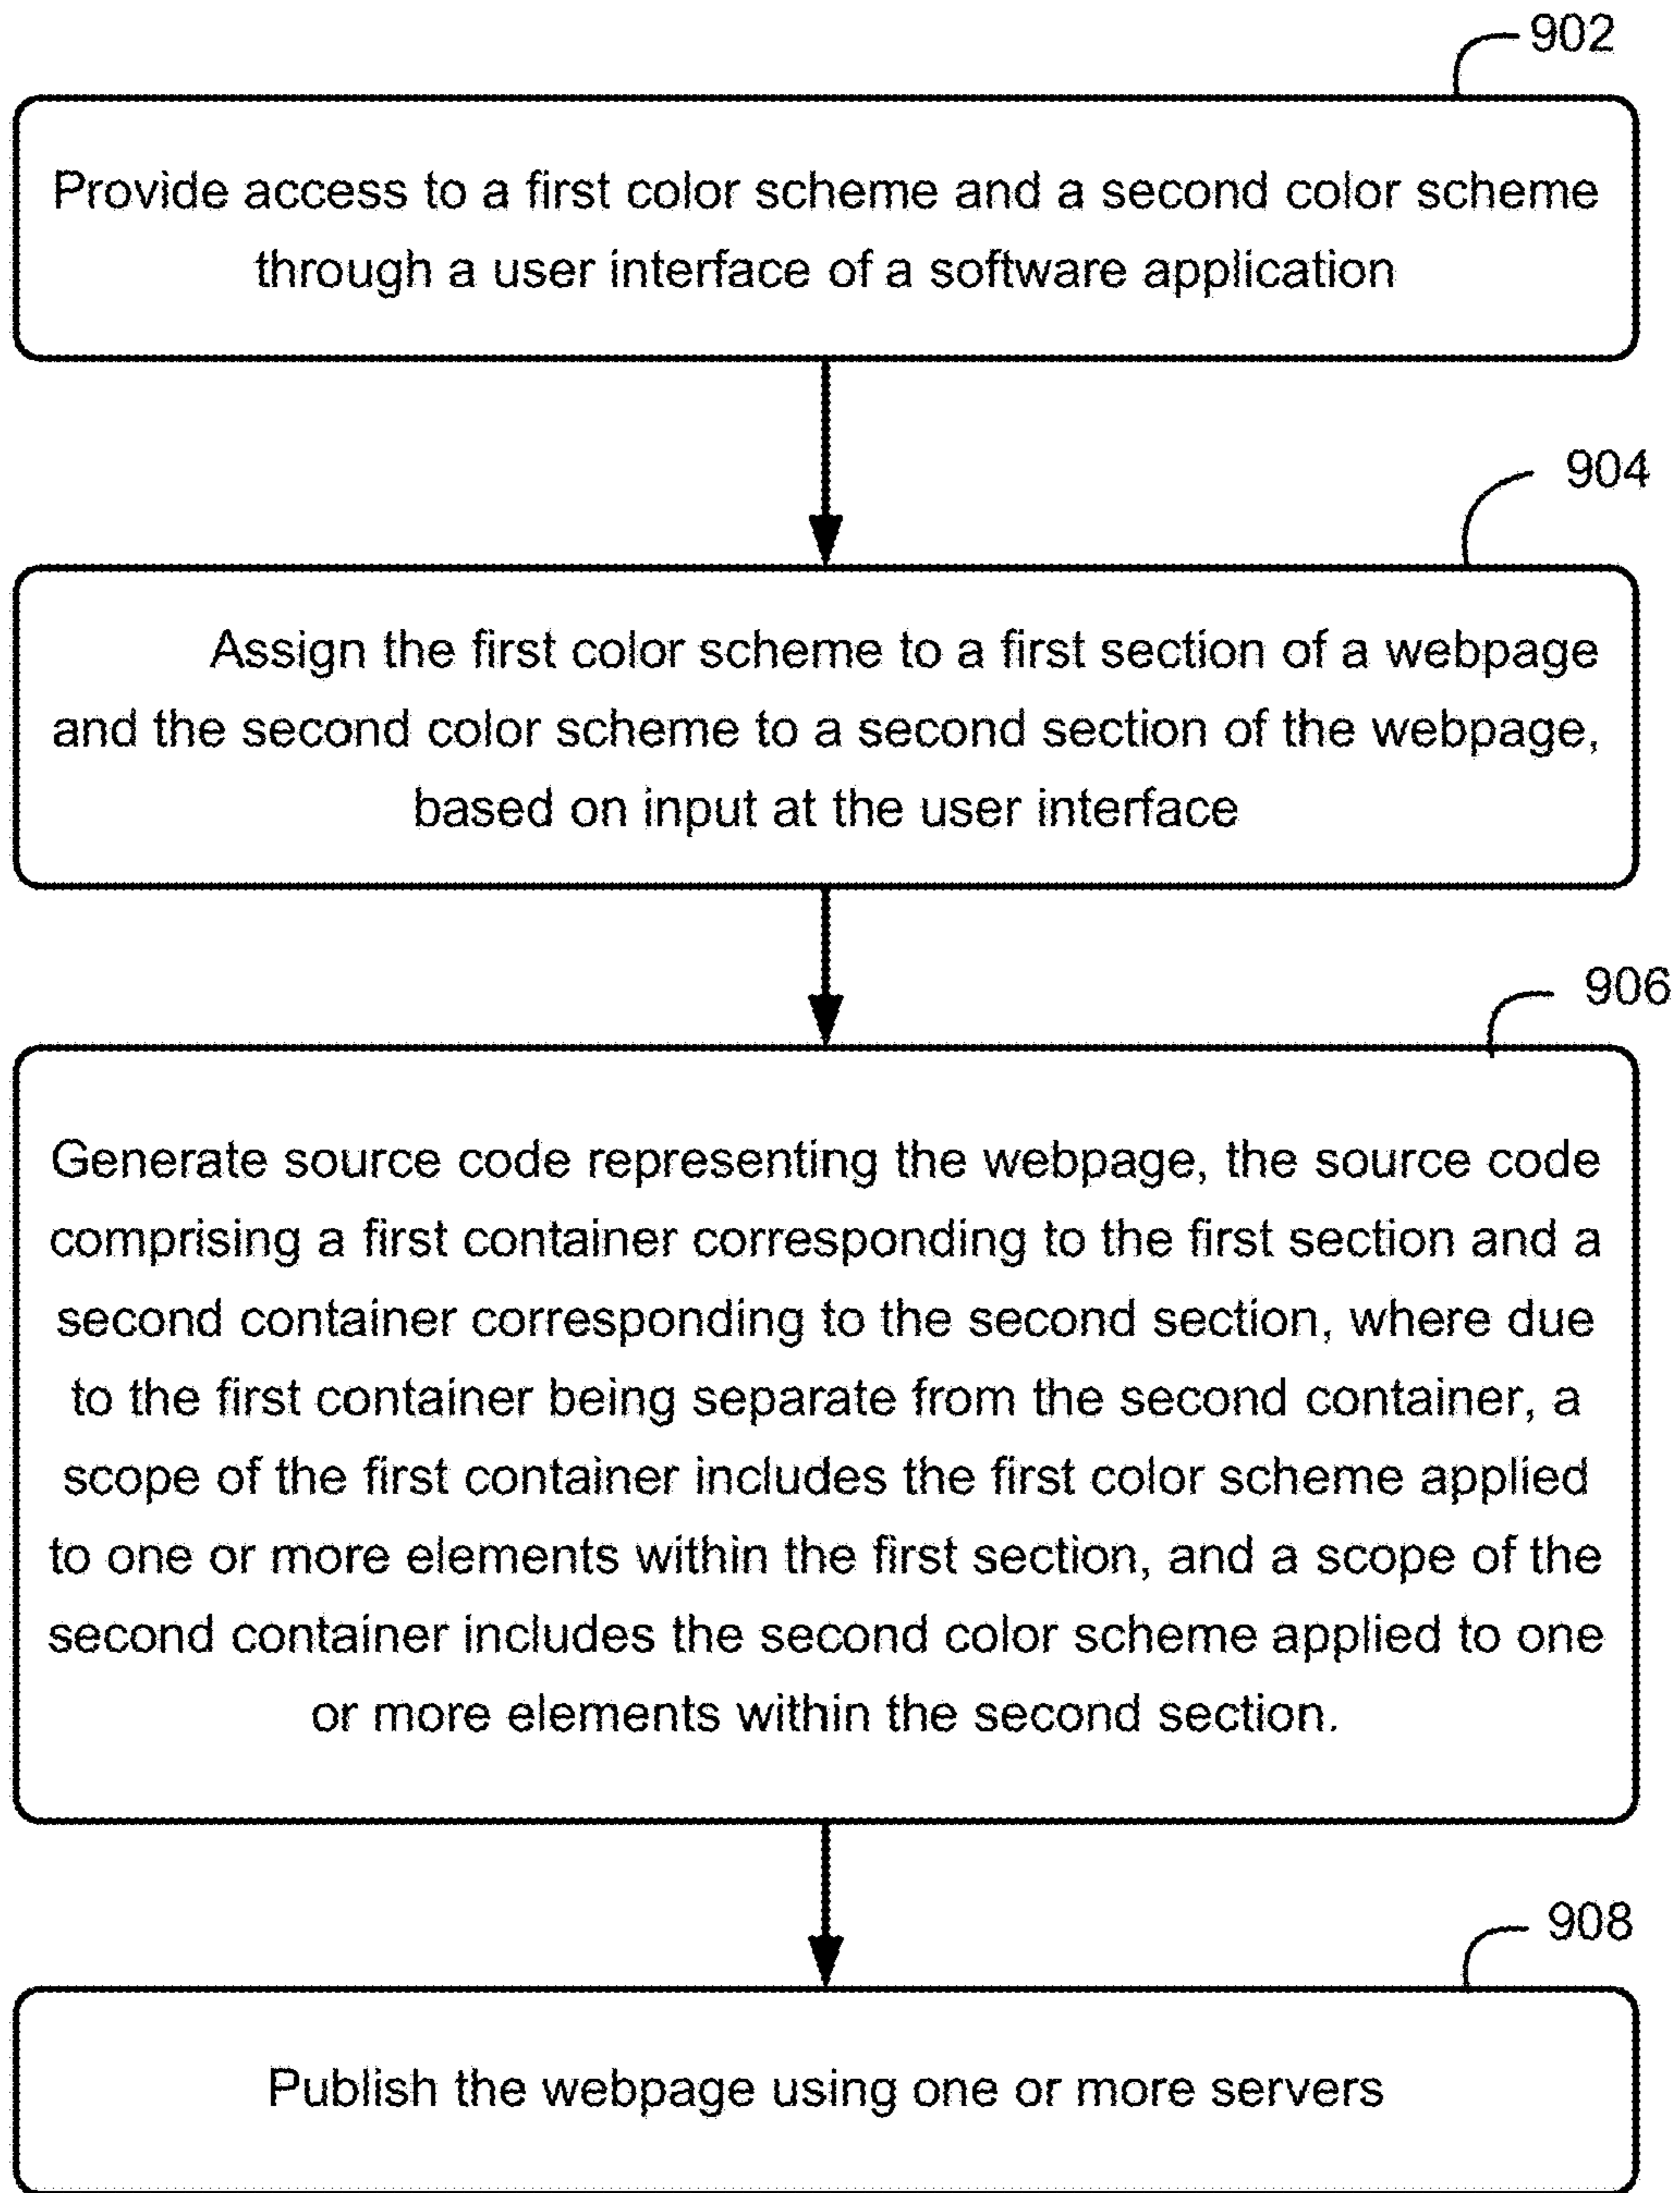 902
Provide access to a first color scheme and a second color scheme
through a user interface of a software application
904
Assign the first color scheme to a first section of a webpage
and the second color scheme to a second section of the webpage,
based on input at the user interface
906
Generate source code representing the webpage, the source code
comprising a first container corresponding to the first section and a
second container corresponding to the second section, where due
to the first container being separate from the second container, a
scope of the first container includes the first color scheme applied
to one or more elements within the first section, and a scope of the
second container includes the second color scheme applied to one
or more elements within the second section.
908
Publish the webpage using one or more servers